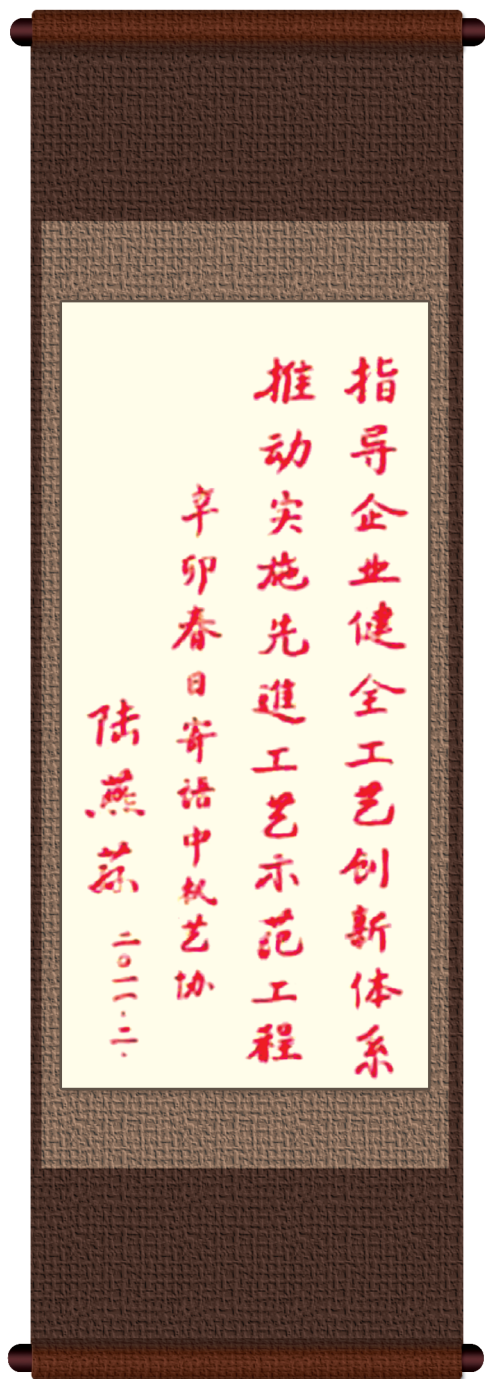 指导企业健全工艺创新体系
推动实施先進工艺示范工程
辛卯春日寄语中机艺协
陆燕荪
二〇一一.二.